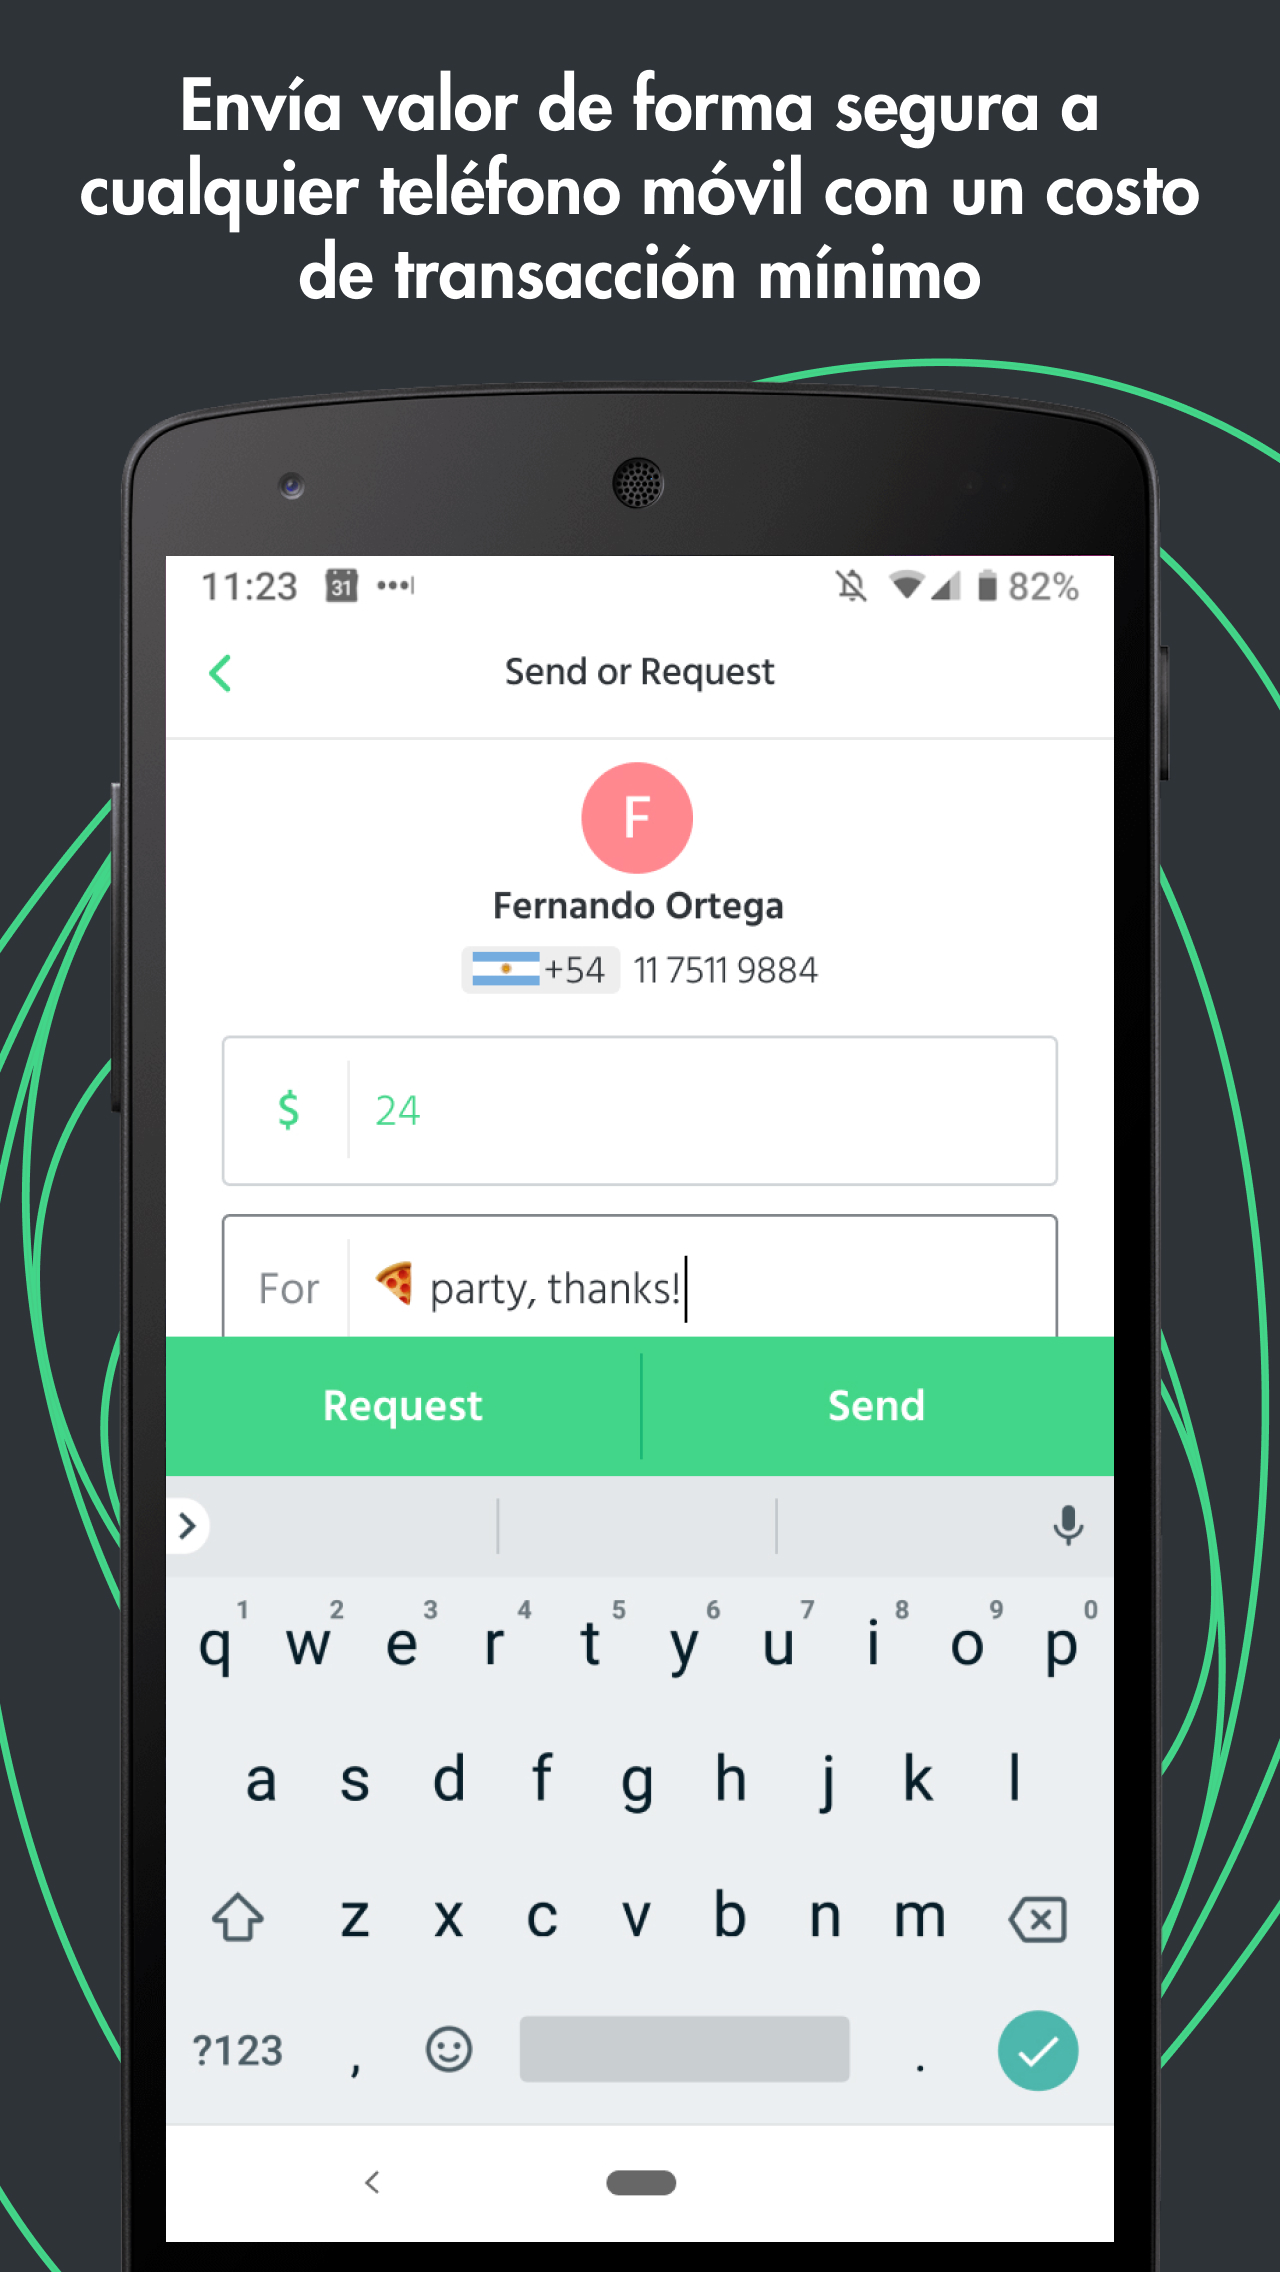 Envía valor de forma segura a
cualquier teléfono móvil con un costo
de transacción mínimo
11:23 31 82%
Send or Request
F
Fernando Ortega
+54 11 7511 9884
$ 24
For 🍕 party, thanks!
Request Send
1 2 3 4 5 6 7 8 9 0
q w e r t y u i o p
a s d f g h j k l
z x c v b n m
?123 , .